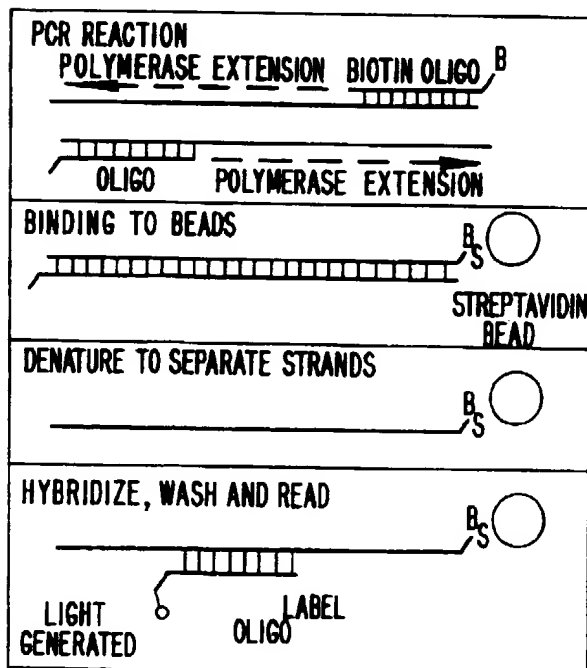 PCR REACTION
POLYMERASE EXTENSION BIOTIN OLIGO B
OLIGO POLYMERASE EXTENSION
BINDING TO BEADS
B
S
STREPTAVIDIN
BEAD
DENATURE TO SEPARATE STRANDS
B
S
HYBRIDIZE, WASH AND READ
B
S
LIGHT
GENERATED
LABEL
OLIGO